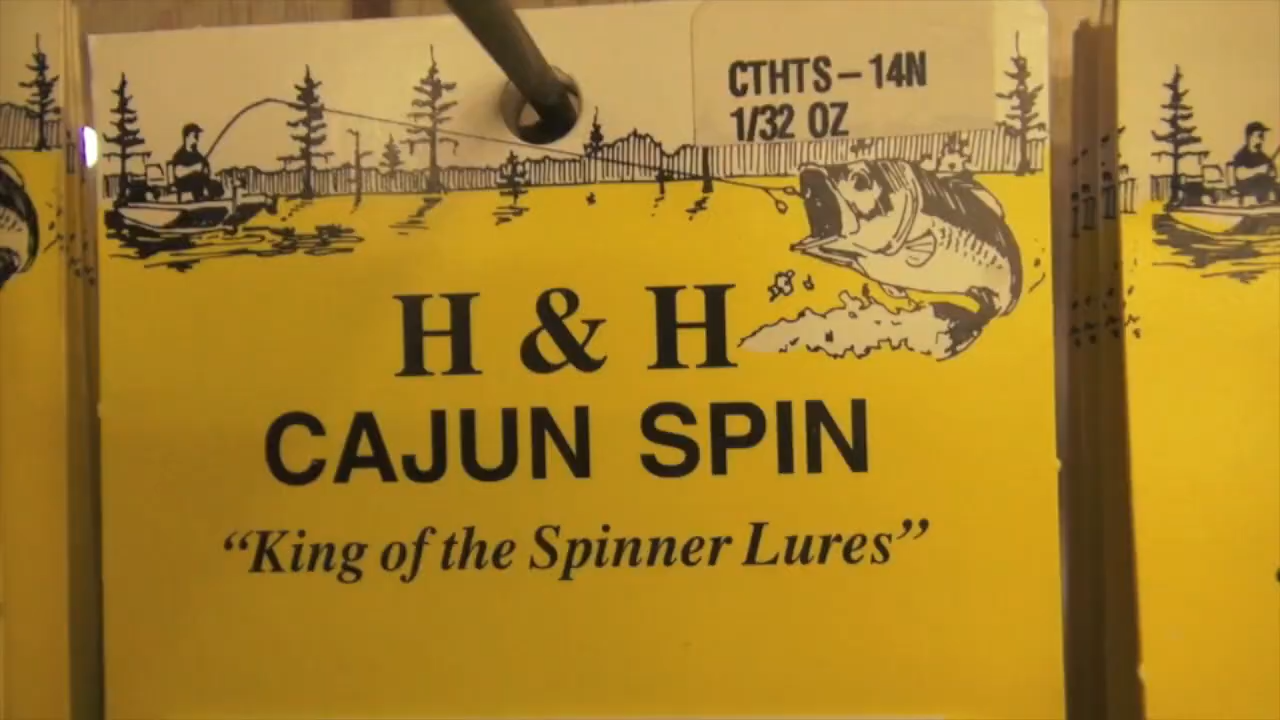 CTHTS-14N
1/32 OZ
H & H
CAJUN SPIN
“King of the Spinner Lures”